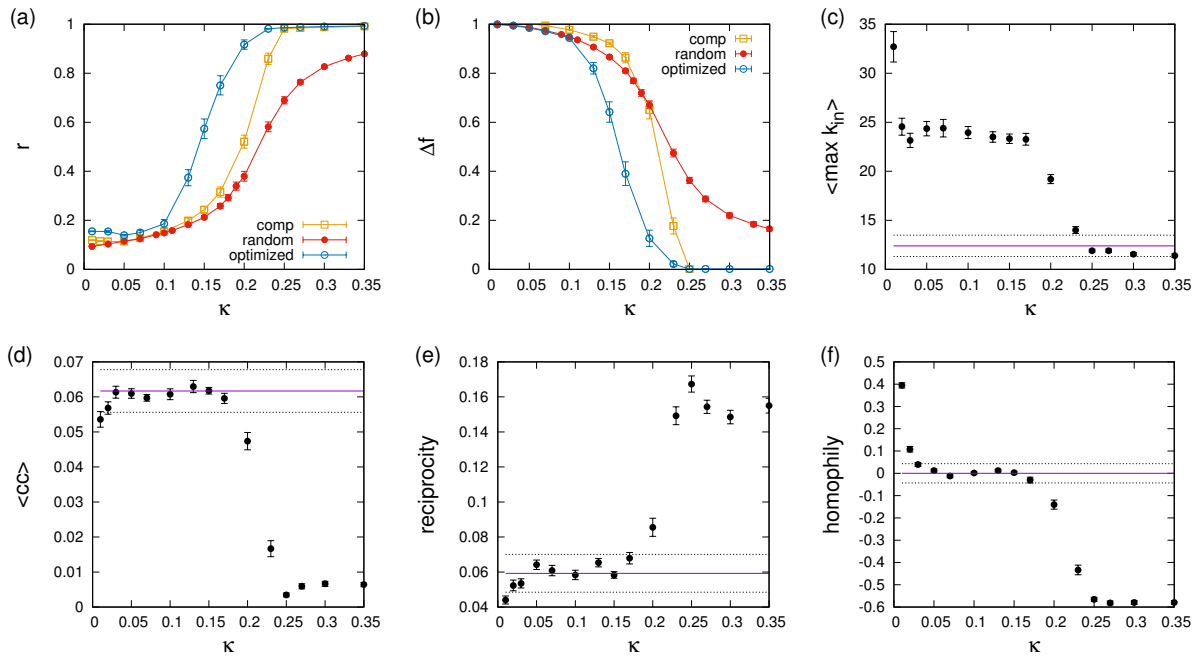 (a)
1
0.8
0.6
0.4
0.2
0
r
comp
random
optimized
0 0.05 0.1 0.15 0.2 0.25 0.3 0.35
κ
(b)
1
0.8
0.6
0.4
0.2
0
Δf
comp
random
optimized
0 0.05 0.1 0.15 0.2 0.25 0.3 0.35
κ
(c)
35
30
25
20
15
10
<max k_in>
0 0.05 0.1 0.15 0.2 0.25 0.3 0.35
κ
(d)
0.07
0.06
0.05
0.04
0.03
0.02
0.01
0
<cc>
0 0.05 0.1 0.15 0.2 0.25 0.3 0.35
κ
(e)
0.18
0.16
0.14
0.12
0.1
0.08
0.06
0.04
reciprocity
0 0.05 0.1 0.15 0.2 0.25 0.3 0.35
κ
(f)
0.5
0.4
0.3
0.2
0.1
0
-0.1
-0.2
-0.3
-0.4
-0.5
-0.6
homophily
0 0.05 0.1 0.15 0.2 0.25 0.3 0.35
κ